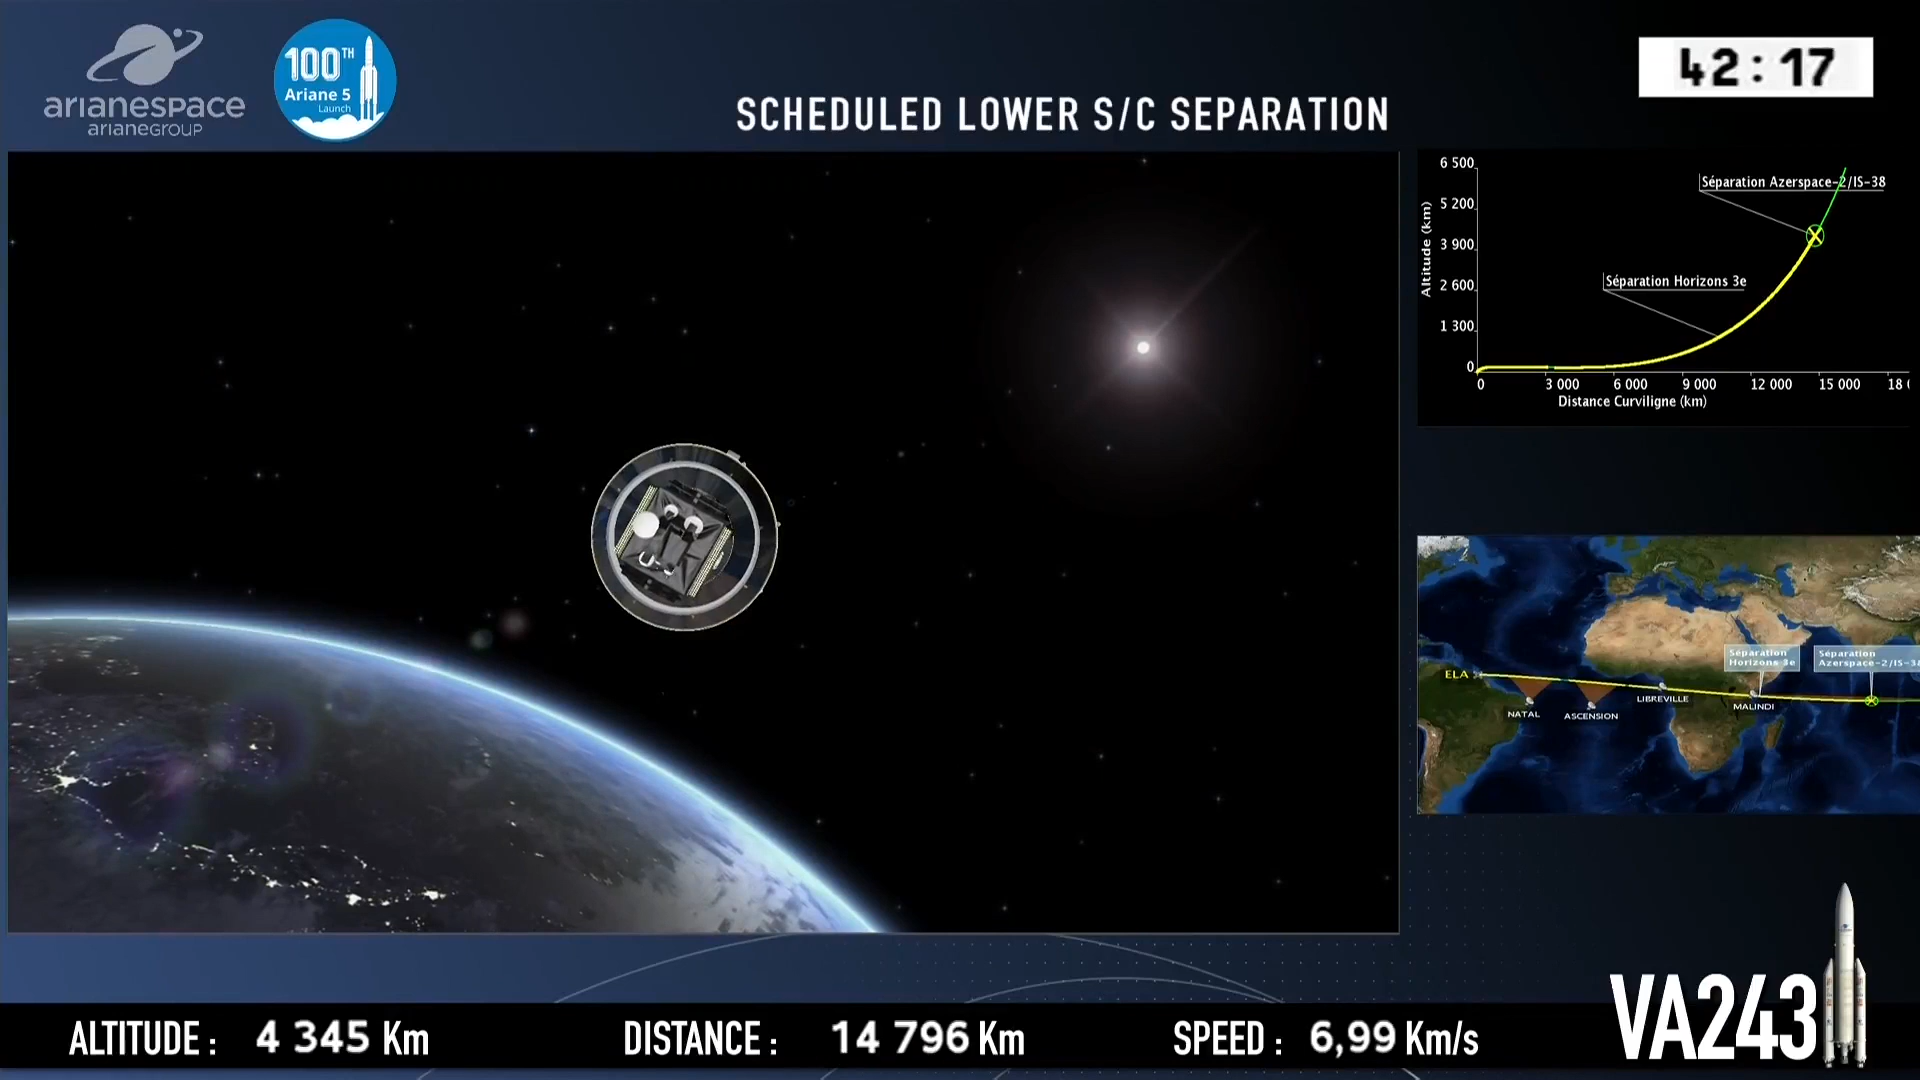 arianespace
arianeGROUP
100TH
Ariane 5
Launch
SCHEDULED LOWER S/C SEPARATION
42:17
6 500
5 200
3 900
2 600
1 300
0
Altitude (km)
Séparation Azerspace-2/IS-38
Séparation Horizons 3e
0 3 000 6 000 9 000 12 000 15 000 18
Distance Curviligne (km)
Séparation
Horizons 3e
Séparation
Azerspace-2/IS-38
ELA
NATAL
ASCENSION
LIBREVILLE
MALINDI
VA243
ALTITUDE : 4 345 Km
DISTANCE : 14 796 Km
SPEED : 6,99 Km/s